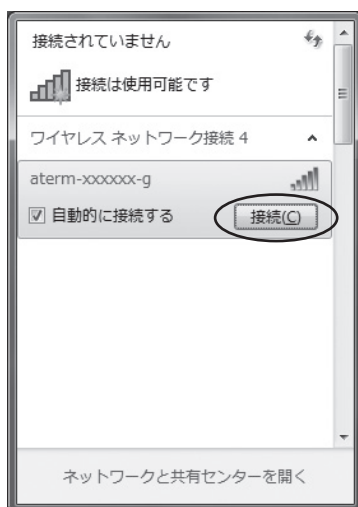 接続されていません
接続は使用可能です
ワイヤレス ネットワーク接続 4
aterm-xxxxxx-g
自動的に接続する 接続(C)
ネットワークと共有センターを開く